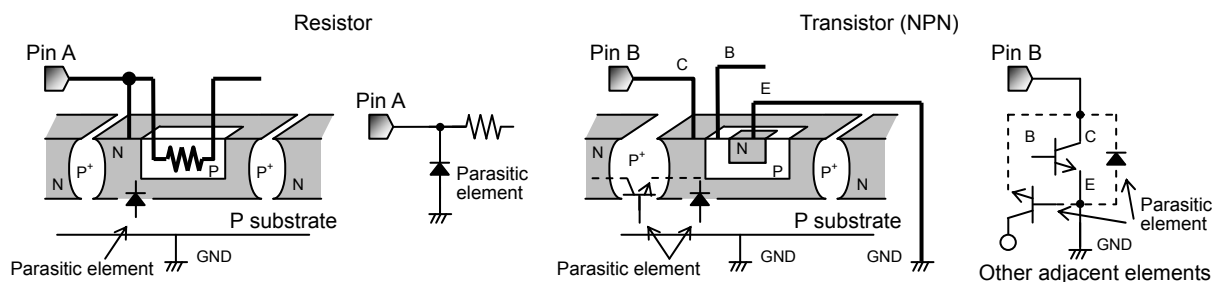 Resistor
Transistor (NPN)
Pin A
Pin A
N
P+
N
P
P+
N
Parasitic element
P substrate
GND
Parasitic element
Pin B
C
B
E
N
P+
N
P
P+
N
P substrate
GND
Parasitic element
Pin B
B
C
E
Parasitic element
GND
Other adjacent elements